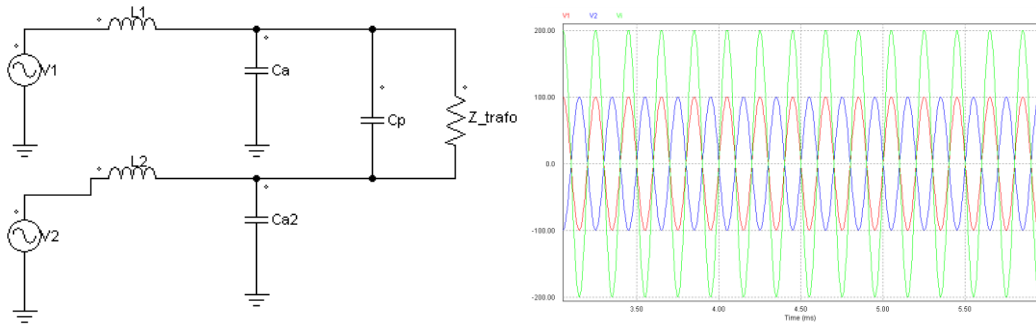 L1
V1
Ca
Cp
Z_trafo
L2
V2
Ca2
V1 V2 Vi
200.00
100.00
0.0
-100.00
-200.00
3.50 4.00 4.50 5.00 5.50
Time (ms)